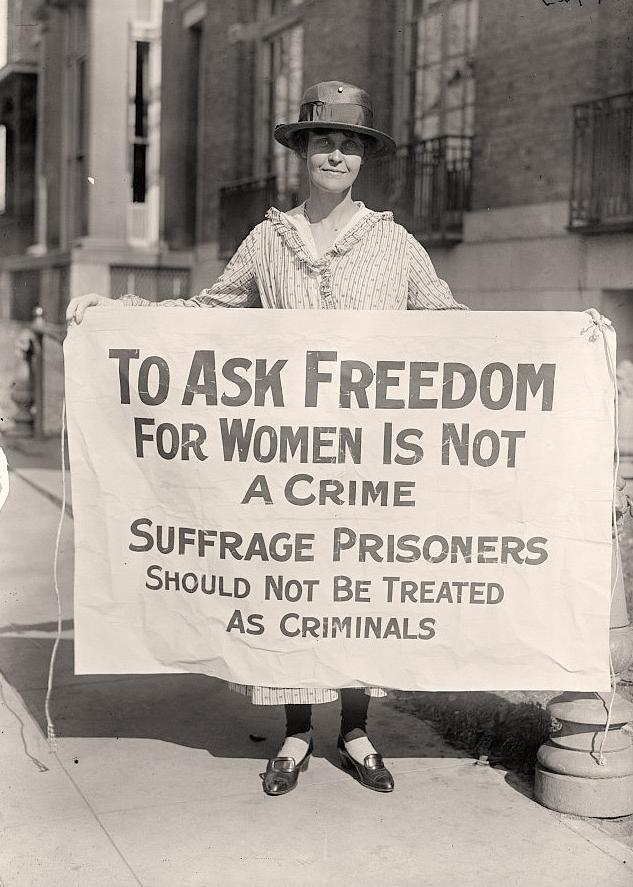 TO ASK FREEDOM
FOR WOMEN IS NOT
A CRIME
SUFFRAGE PRISONERS
SHOULD NOT BE TREATED
AS CRIMINALS